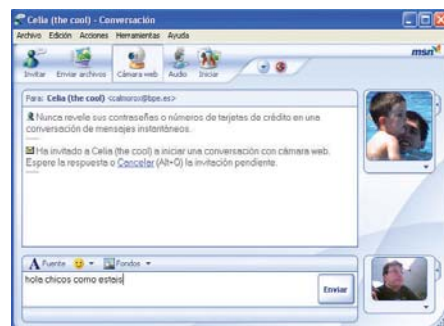 Celia (the cool) - Conversación
Archivo Edición Acciones Herramientas Ayuda
msn
Invitar Enviar archivos Cámara web Audio Iniciar
Para: Celia (the cool) <calmorox@bpe.es>
Nunca revele sus contraseñas o números de tarjetas de crédito en una
conversación de mensajes instantáneos.
Ha invitado a Celia (the cool) a iniciar una conversación con cámara web.
Espere la respuesta o Cancelar (Alt+Q) la invitación pendiente.
Fuente Fondos
hola chicos como estais
Enviar